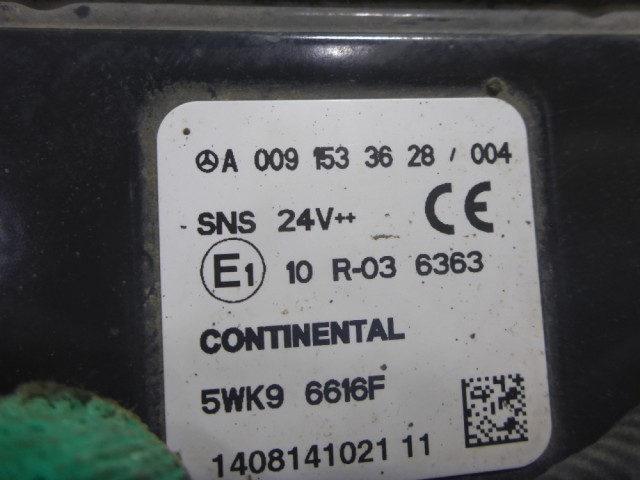 A 009 153 36 28 / 004
SNS 24V++ CE
E1 10 R-03 6363
CONTINENTAL
5WK9 6616F
1408141021 11